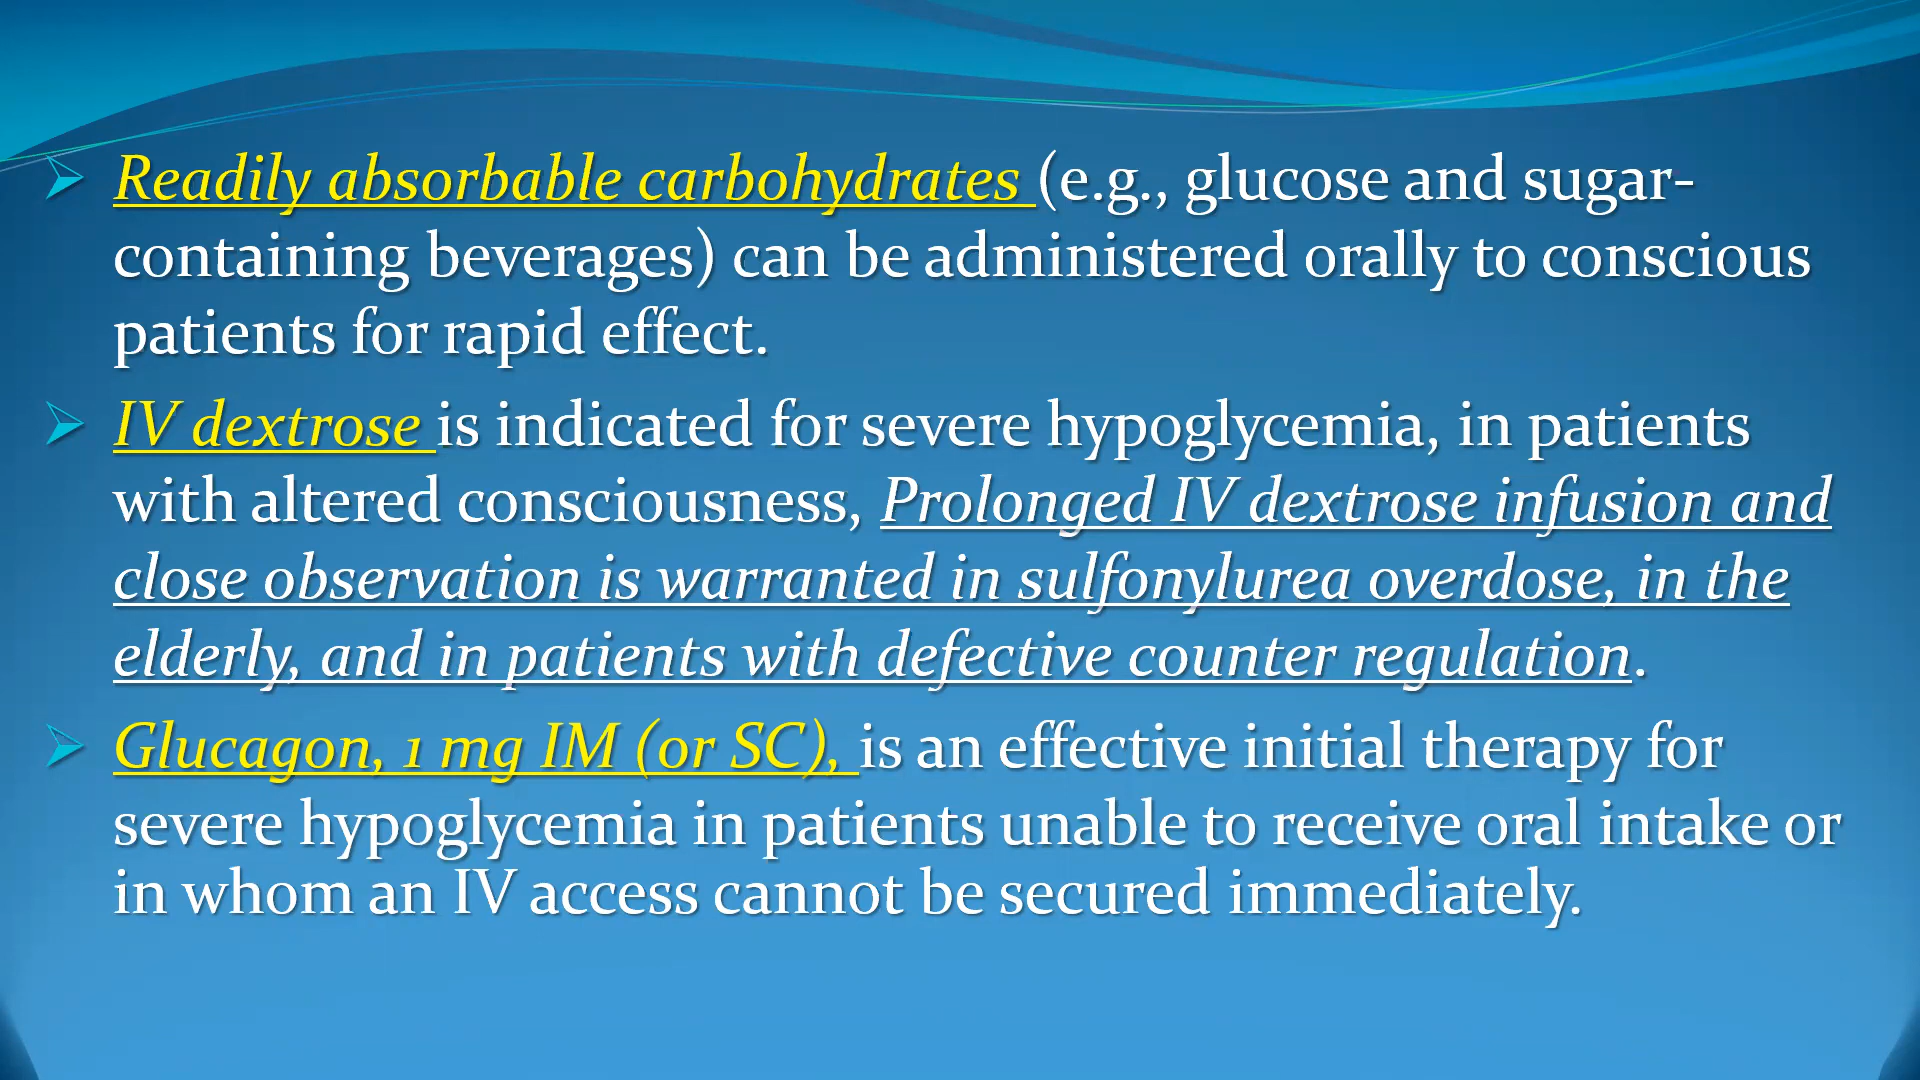 Readily absorbable carbohydrates (e.g., glucose and sugar-
containing beverages) can be administered orally to conscious
patients for rapid effect.
IV dextrose is indicated for severe hypoglycemia, in patients
with altered consciousness, Prolonged IV dextrose infusion and
close observation is warranted in sulfonylurea overdose, in the
elderly, and in patients with defective counter regulation.
Glucagon, 1 mg IM (or SC), is an effective initial therapy for
severe hypoglycemia in patients unable to receive oral intake or
in whom an IV access cannot be secured immediately.